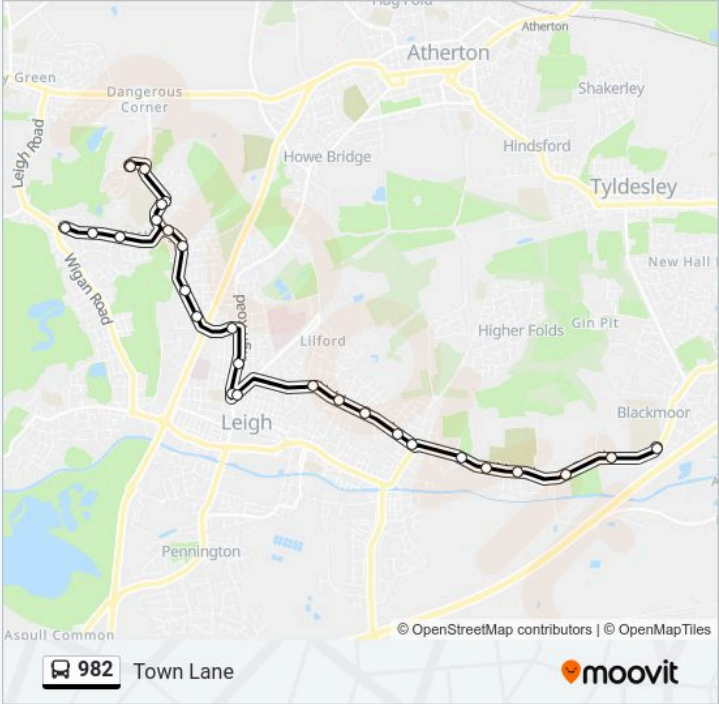 Atherton
Atherton
y Green
Dangerous
Corner
Shakerley
Leigh Road
Howe Bridge
Hindsford
Tyldesley
New Hall
Wigan Road
Lilford
Higher Folds
Gin Pit
Blackmoor
Leigh
Pennington
Aspull Common
© OpenStreetMap contributors | © OpenMapTiles
982 Town Lane
moovit